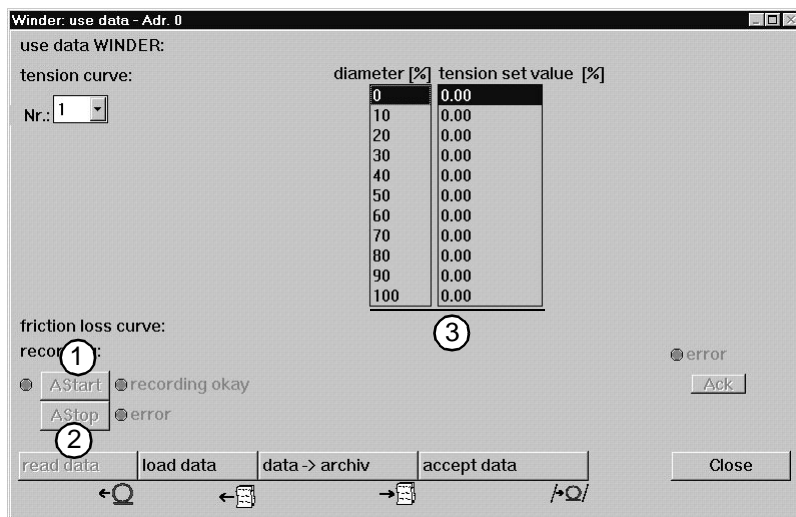 Winder: use data - Adr. 0
use data WINDER:
tension curve:
diameter [%] tension set value [%]
Nr.: 1
0 0.00
10 0.00
20 0.00
30 0.00
40 0.00
50 0.00
60 0.00
70 0.00
80 0.00
90 0.00
100 0.00
friction loss curve:
3
1
error
AStart recording okay
Ack
AStop error
2
read data load data data -> archiv accept data Close